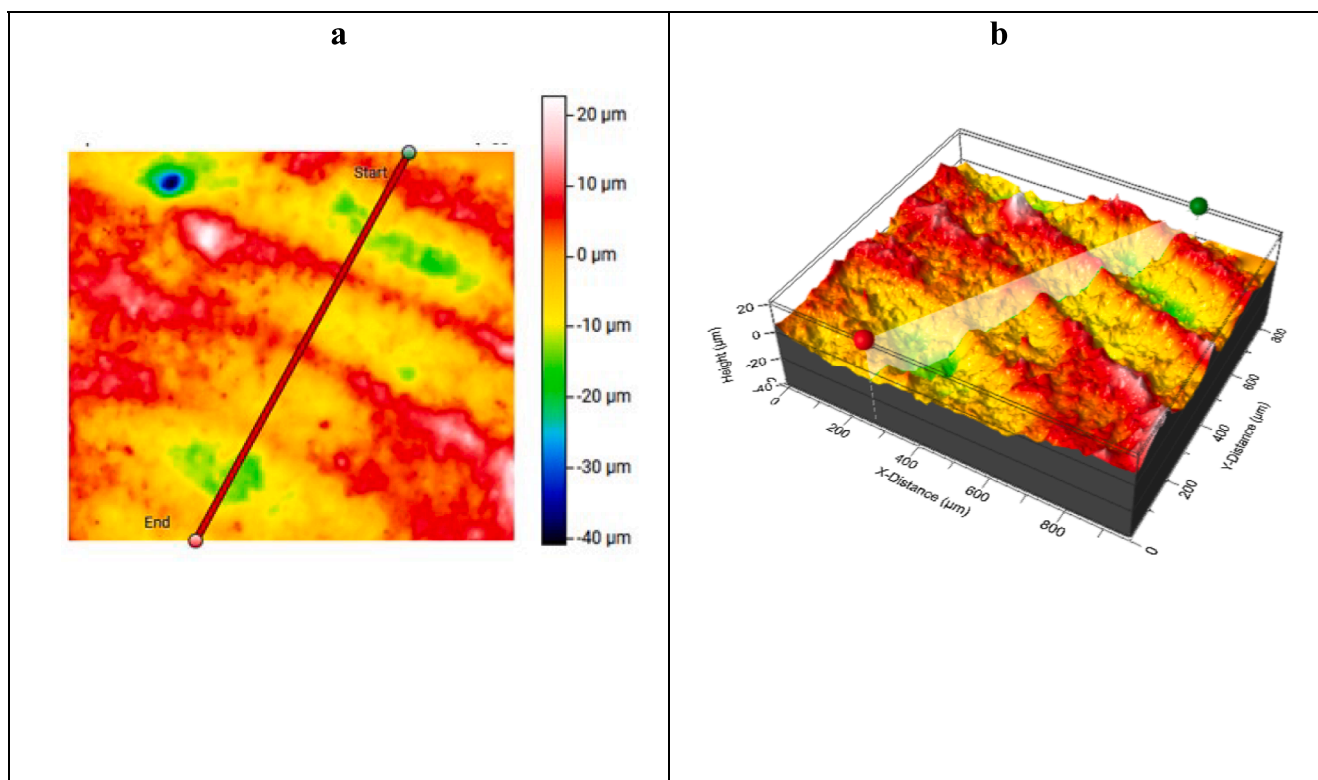 a
b
20 µm
10 µm
0 µm
-10 µm
-20 µm
-30 µm
-40 µm
Start
End
20
0
-20
-40
Height (µm)
0
200
400
600
800
X-Distance (µm)
0
200
400
600
800
Y-Distance (µm)